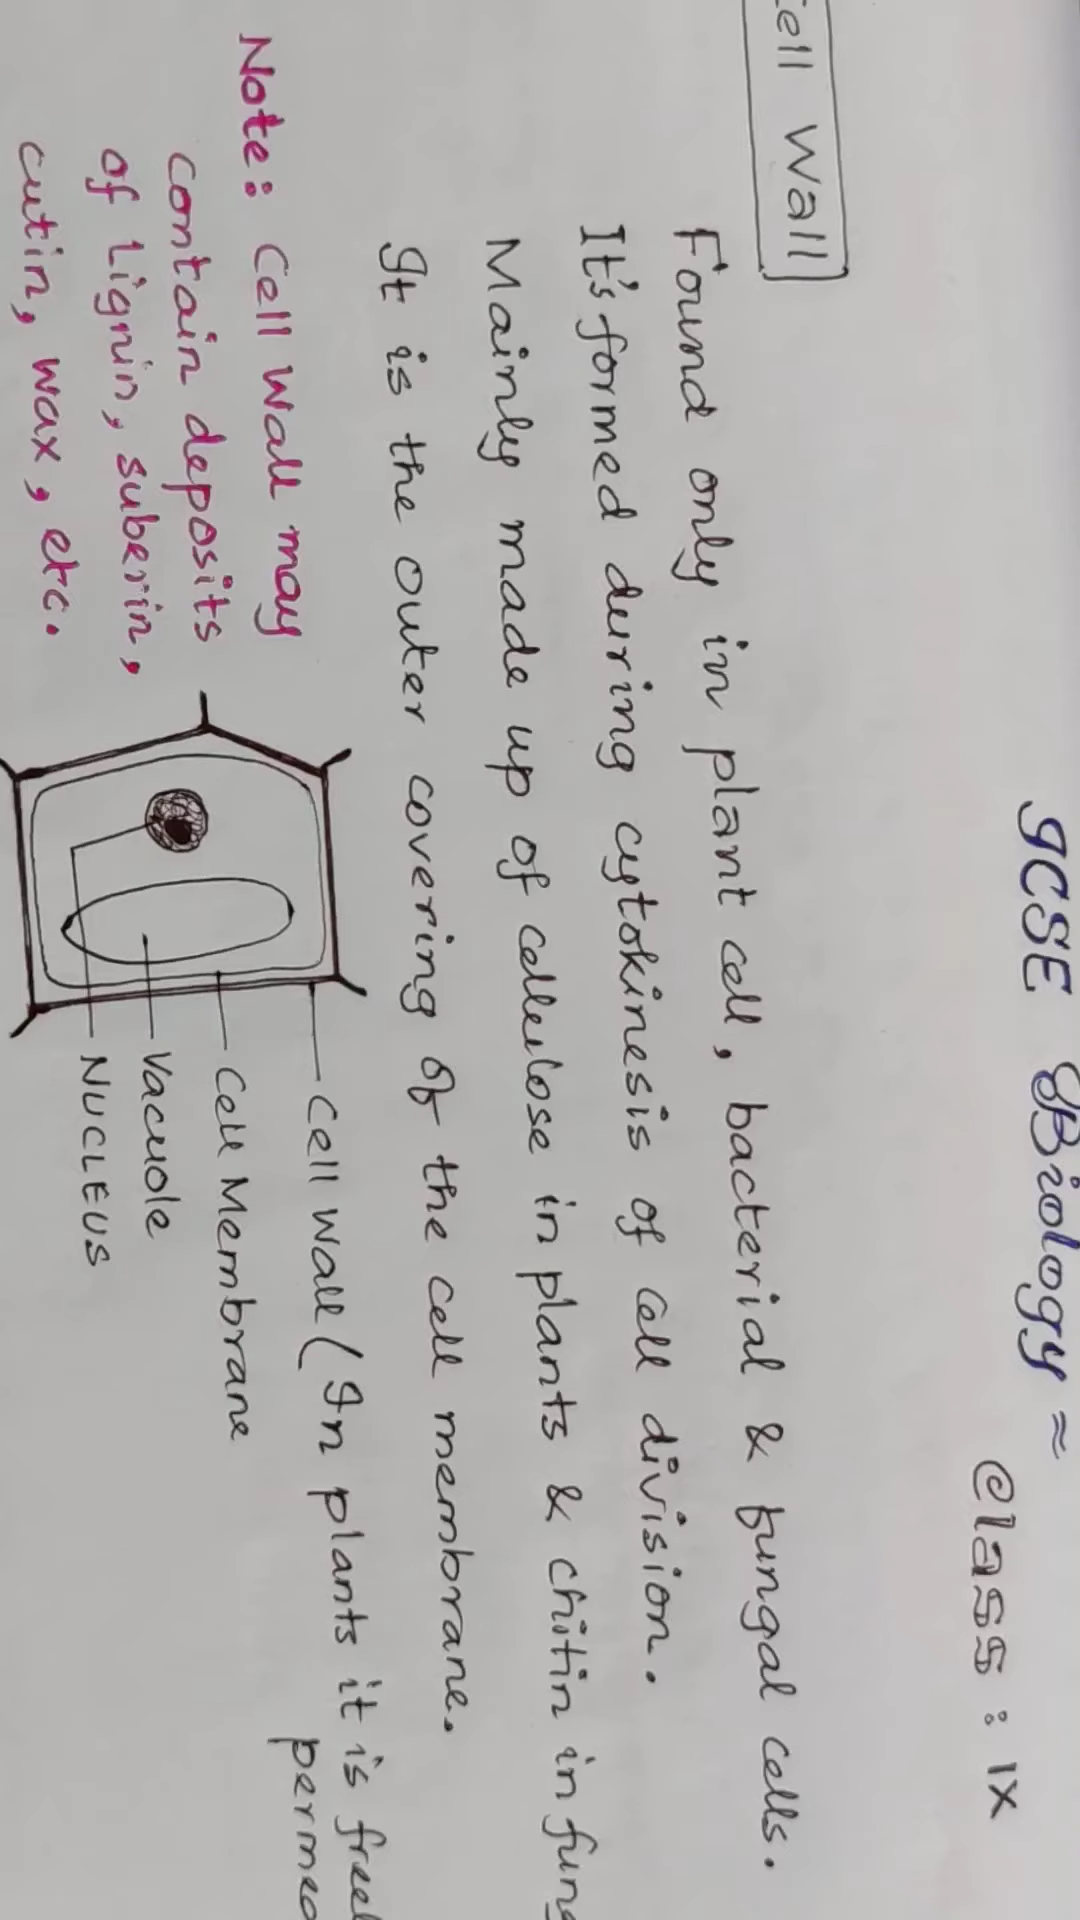 ICSE Biology ≈
Class : IX
Cell Wall
Found only in plant cell, bacterial & fungal cells.
It's formed during cytokinesis of cell division.
Mainly made up of cellulose in plants & chitin in fung
It is the outer covering of the cell membrane.
Note: Cell Wall may
contain deposits
of Lignin, suberin,
cutin, wax, etc.
Cell Wall (In plants it is freel
permea
Cell Membrane
Vacuole
NUCLEUS